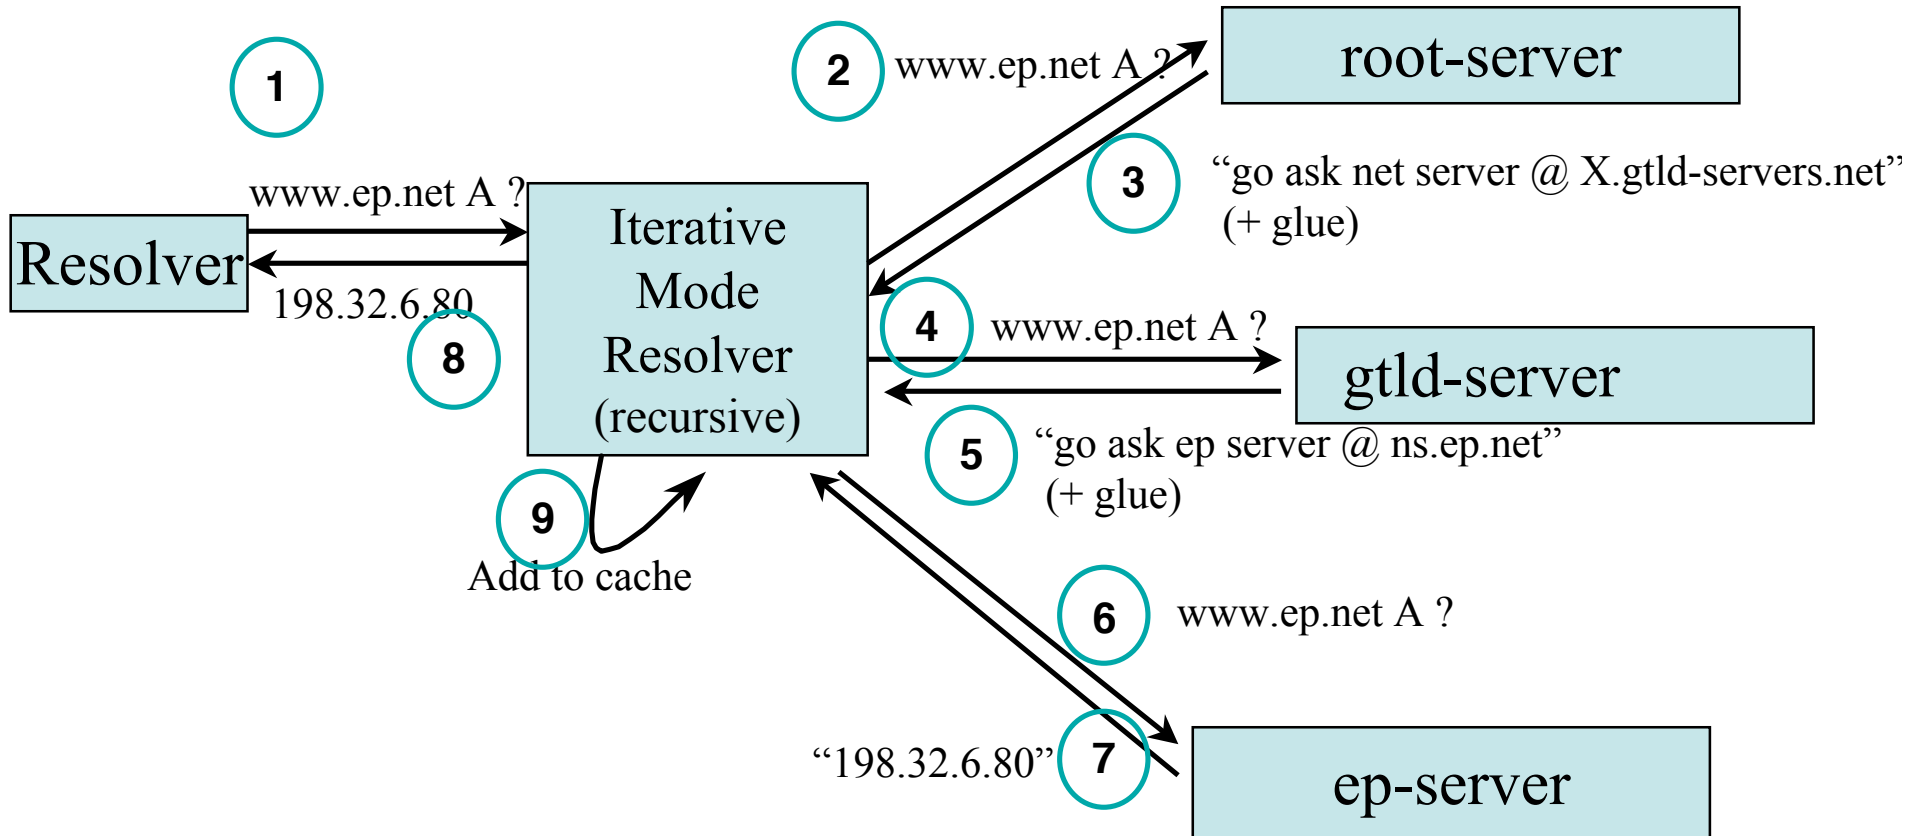 1
2
www.ep.net A ?
root-server
3
“go ask net server @ X.gtld-servers.net”
(+ glue)
www.ep.net A ?
Resolver
198.32.6.80
8
Iterative
Mode
Resolver
(recursive)
4
www.ep.net A ?
gtld-server
5
“go ask ep server @ ns.ep.net”
(+ glue)
9
Add to cache
6
www.ep.net A ?
“198.32.6.80”
7
ep-server